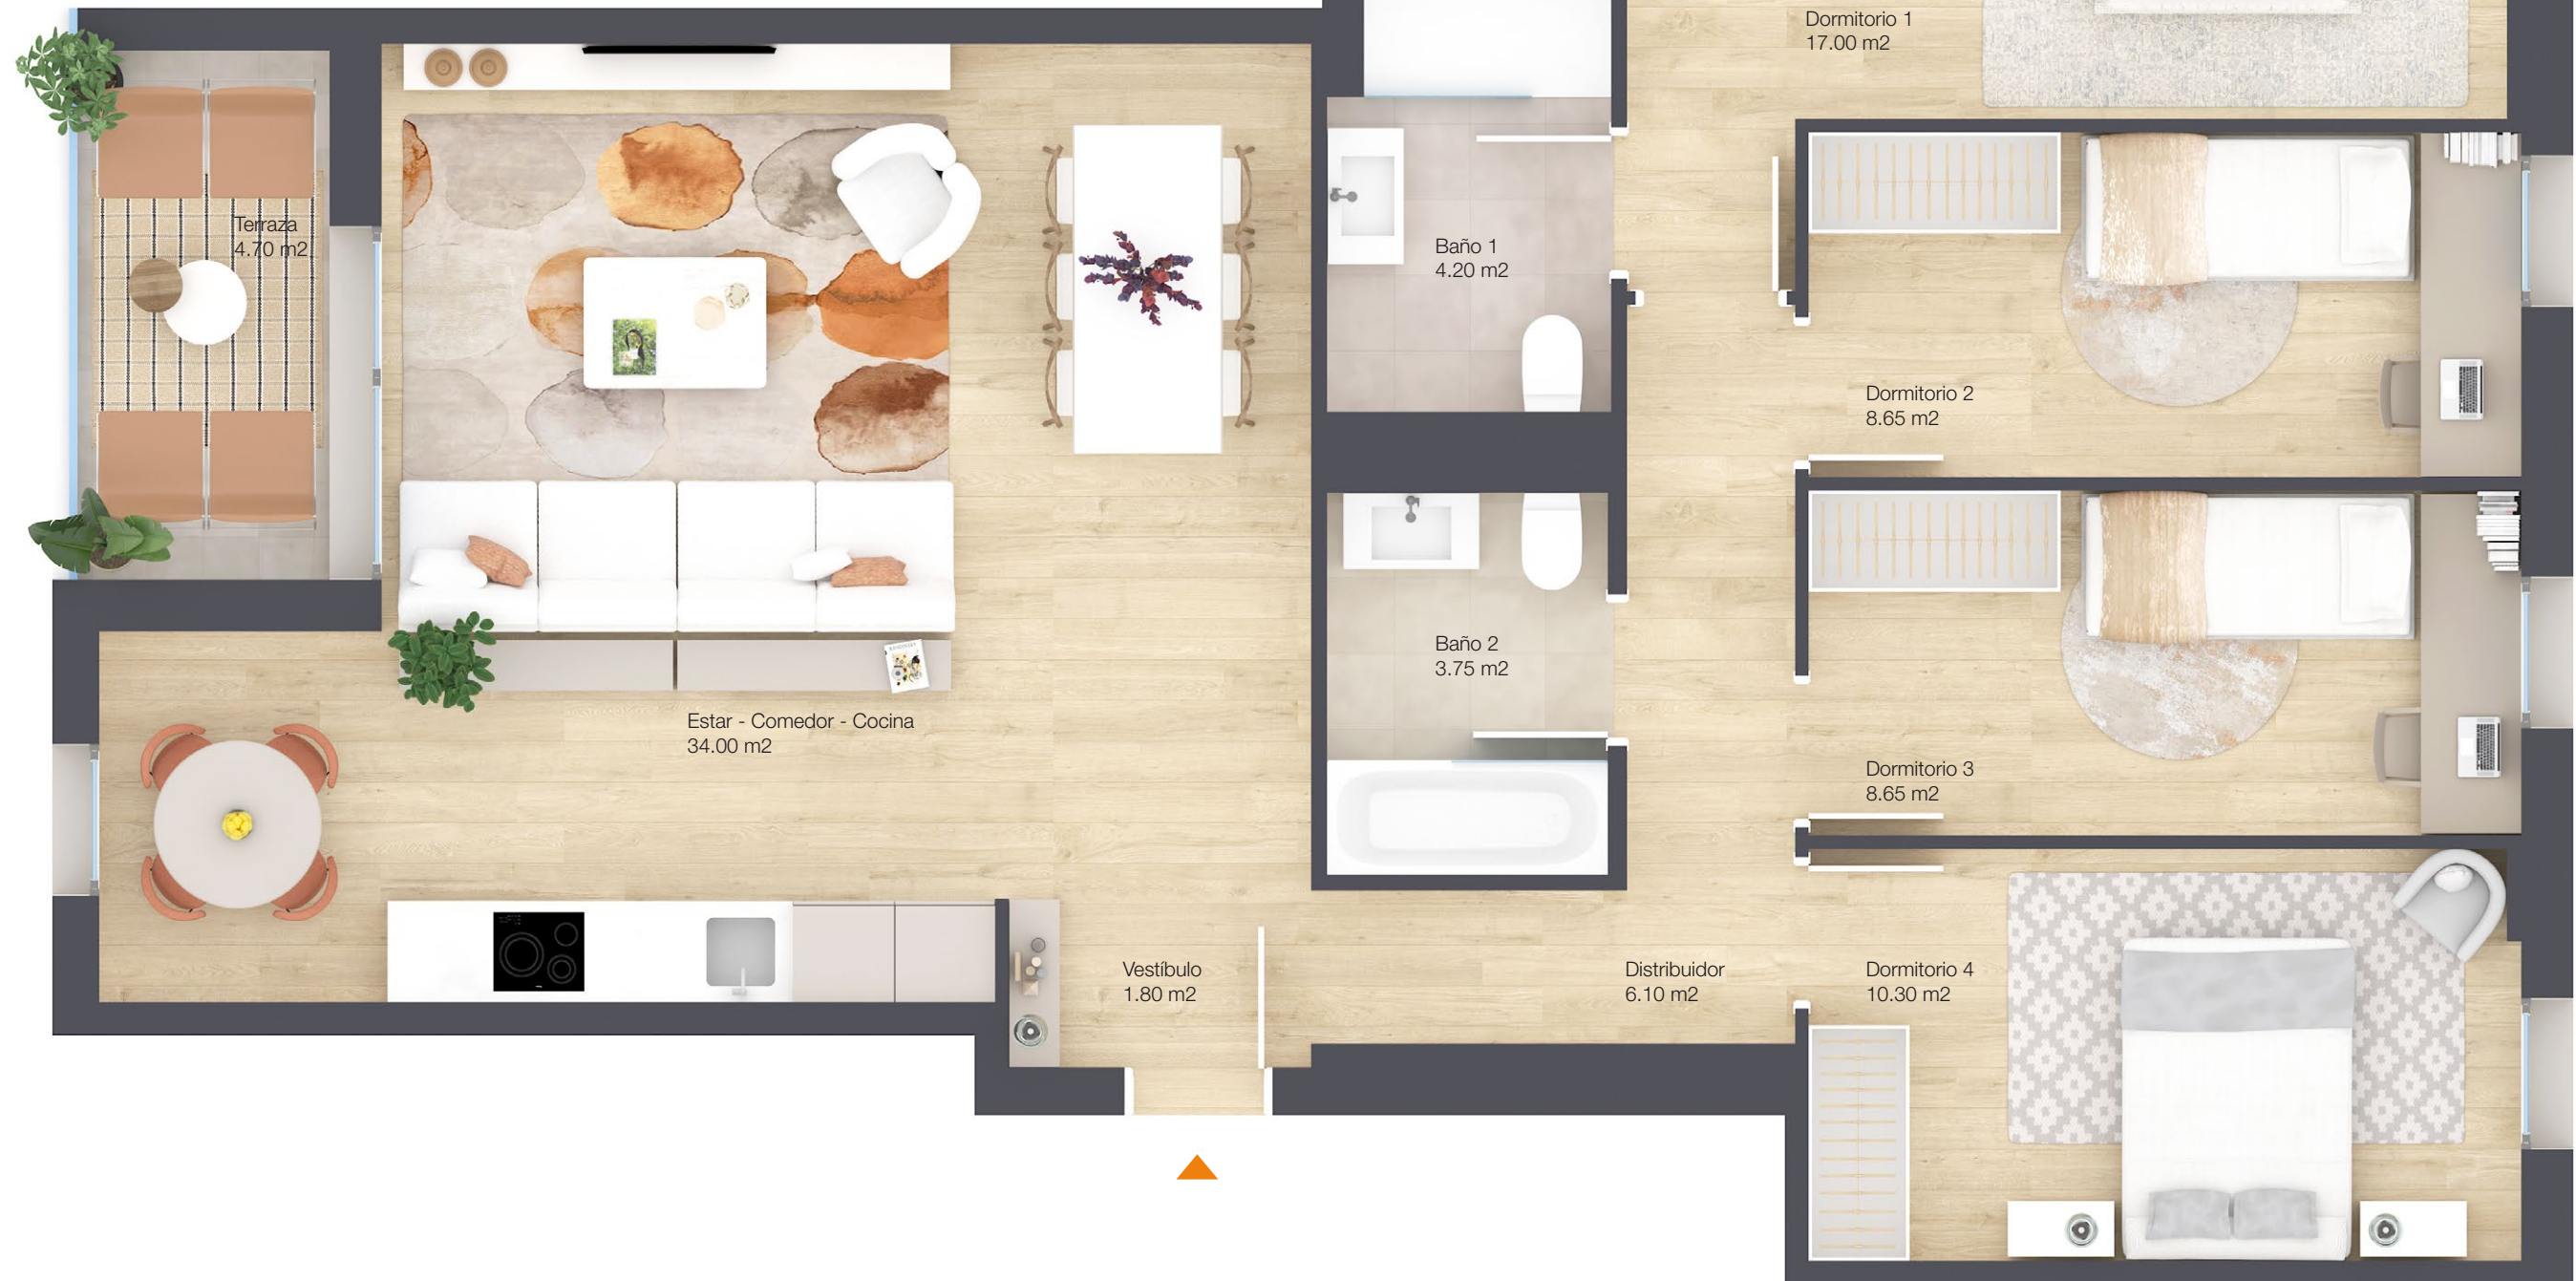 Dormitorio 1
17.00 m2
Terraza
4.70 m2
Baño 1
4.20 m2
Dormitorio 2
8.65 m2
Baño 2
3.75 m2
Estar - Comedor - Cocina
34.00 m2
Dormitorio 3
8.65 m2
Vestíbulo
1.80 m2
Distribuidor
6.10 m2
Dormitorio 4
10.30 m2